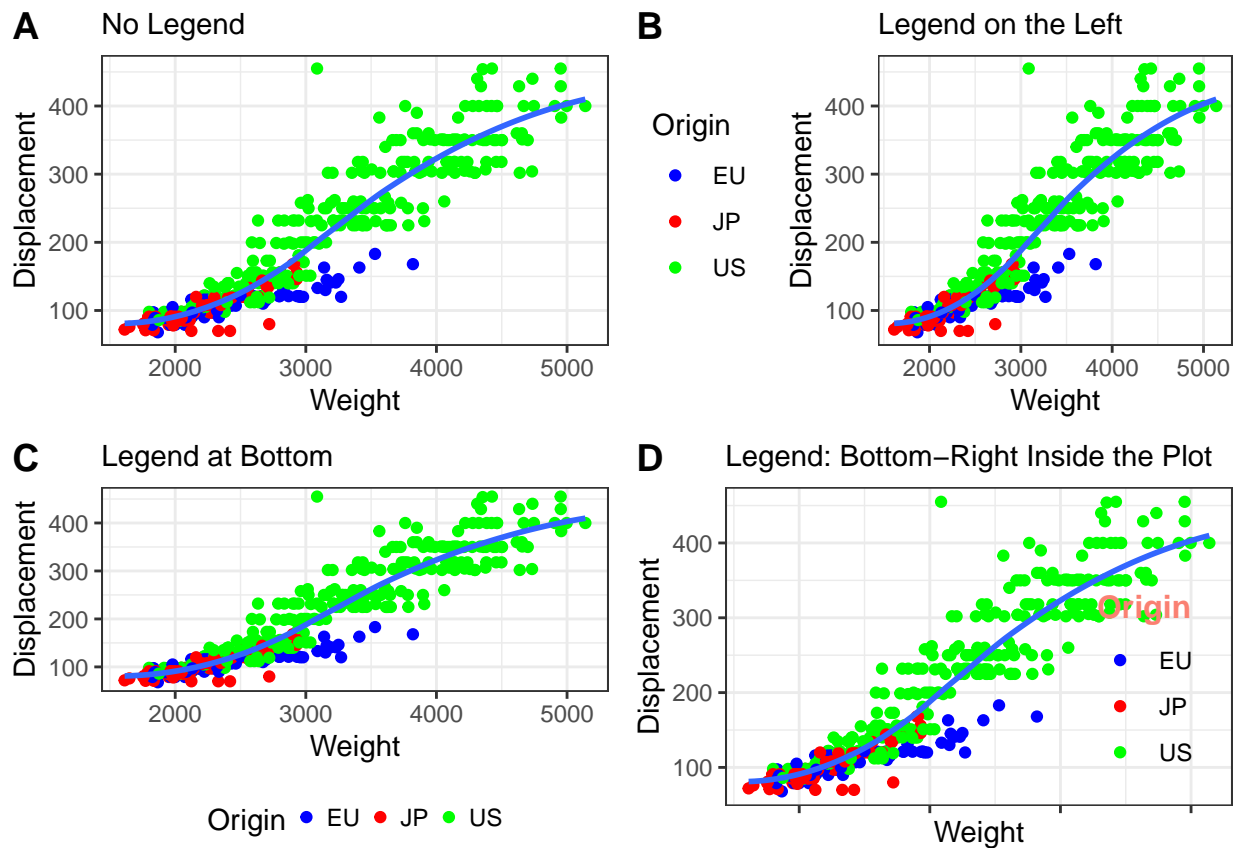 A No Legend
Displacement
400
300
200
100
2000 3000 4000 5000
Weight
B Legend on the Left
Origin
EU
JP
US
Displacement
400
300
200
100
2000 3000 4000 5000
Weight
C Legend at Bottom
Displacement
400
300
200
100
2000 3000 4000 5000
Weight
Origin EU JP US
D Legend: Bottom−Right Inside the Plot
Displacement
400
300
200
100
Origin
EU
JP
US
Weight